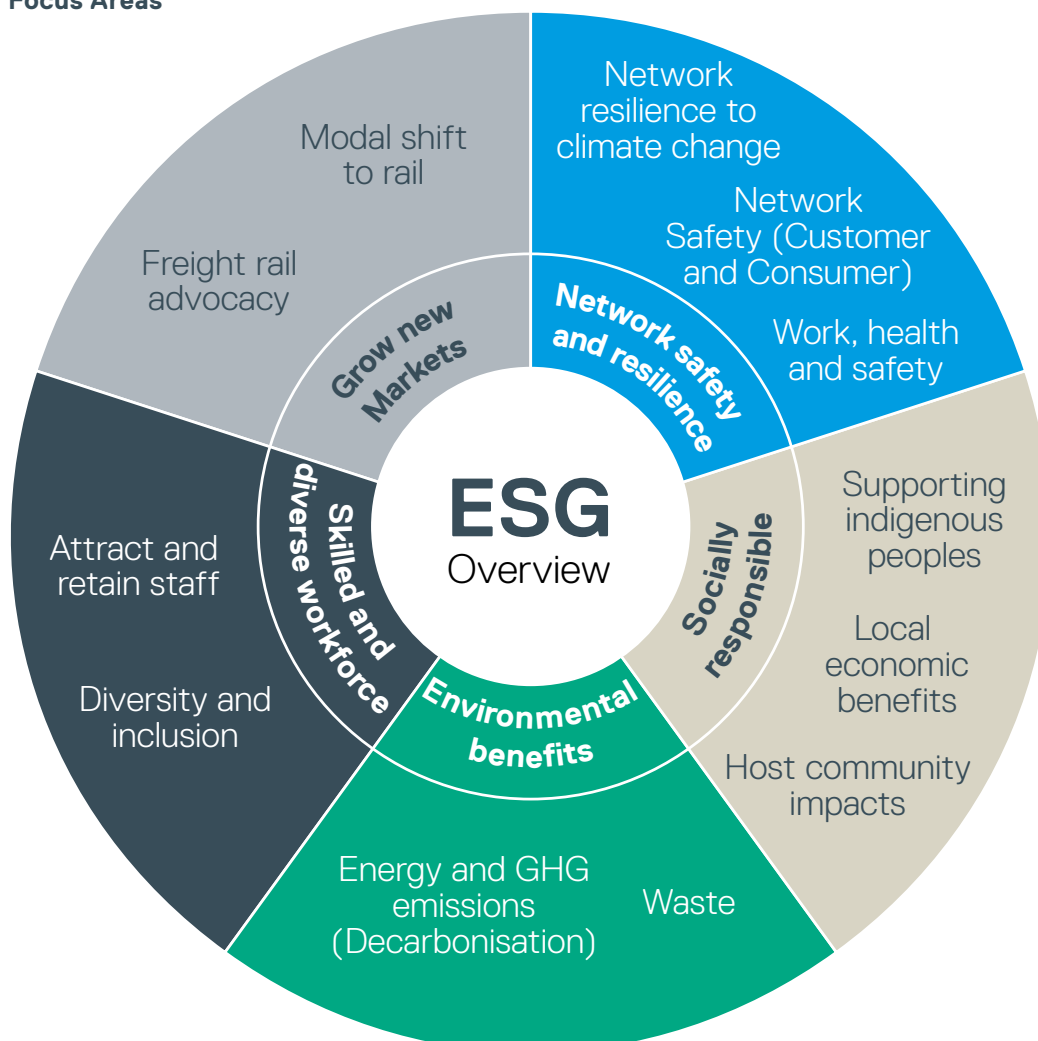 Focus Areas
Network
resilience to
climate change
Network
Safety (Customer
and Consumer)
Work, health
and safety
Network safety
and resilience
Supporting
indigenous
peoples
Local
economic
benefits
Host community
impacts
Socially
responsible
Energy and GHG
emissions
(Decarbonisation)
Waste
Environmental
benefits
Attract and
retain staff
Diversity and
inclusion
Skilled and
diverse workforce
Modal shift
to rail
Freight rail
advocacy
Grow new
Markets
ESG
Overview